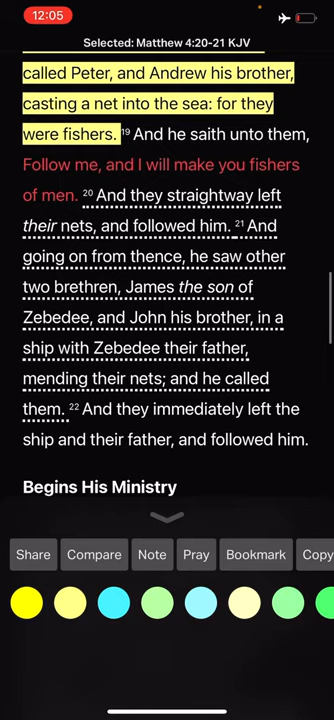 12:05
Selected: Matthew 4:20-21 KJV
called Peter, and Andrew his brother,
casting a net into the sea: for they
were fishers. 19 And he saith unto them,
Follow me, and I will make you fishers
of men. 20 And they straightway left
their nets, and followed him. 21 And
going on from thence, he saw other
two brethren, James the son of
Zebedee, and John his brother, in a
ship with Zebedee their father,
mending their nets; and he called
them. 22 And they immediately left the
ship and their father, and followed him.
Begins His Ministry
Share Compare Note Pray Bookmark Copy